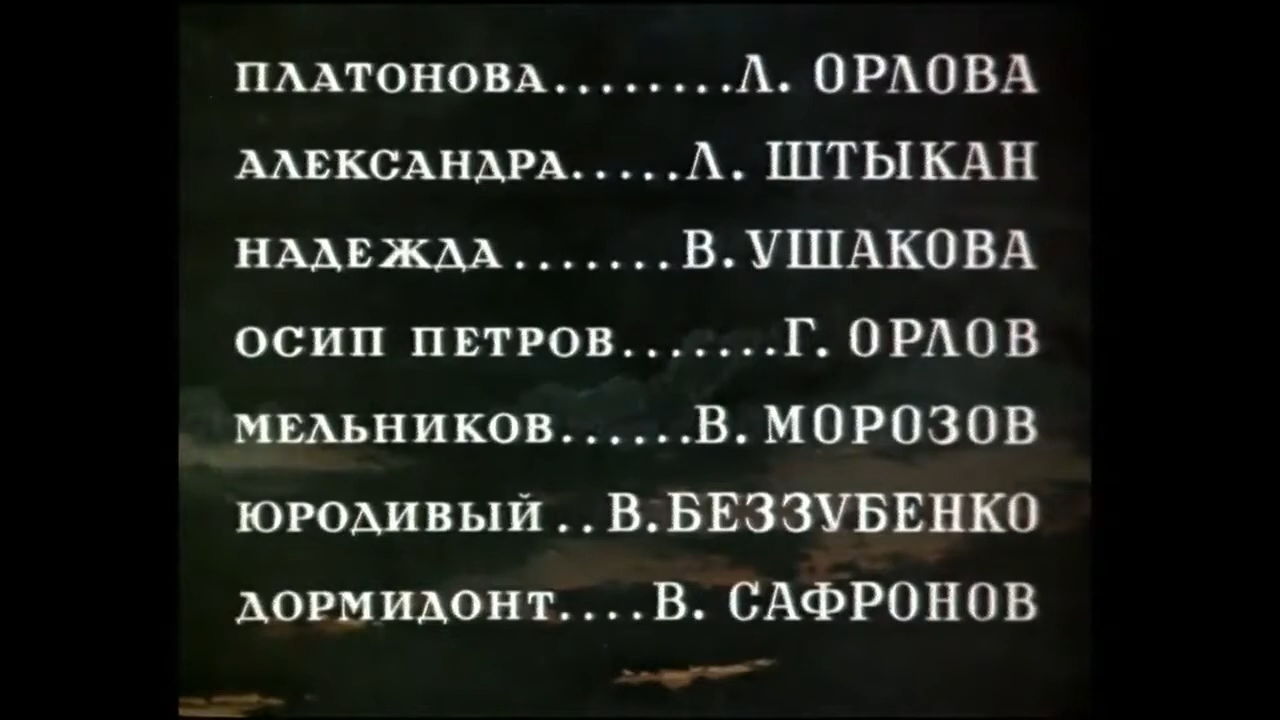 ПЛАТОНОВА........Л. ОРЛОВА
АЛЕКСАНДРА.....Л. ШТЫКАН
НАДЕЖДА.......В. УШАКОВА
ОСИП ПЕТРОВ.......Г. ОРЛОВ
МЕЛЬНИКОВ......В. МОРОЗОВ
ЮРОДИВЫЙ..В. БЕЗЗУБЕНКО
ДОРМИДОНТ....В. САФРОНОВ